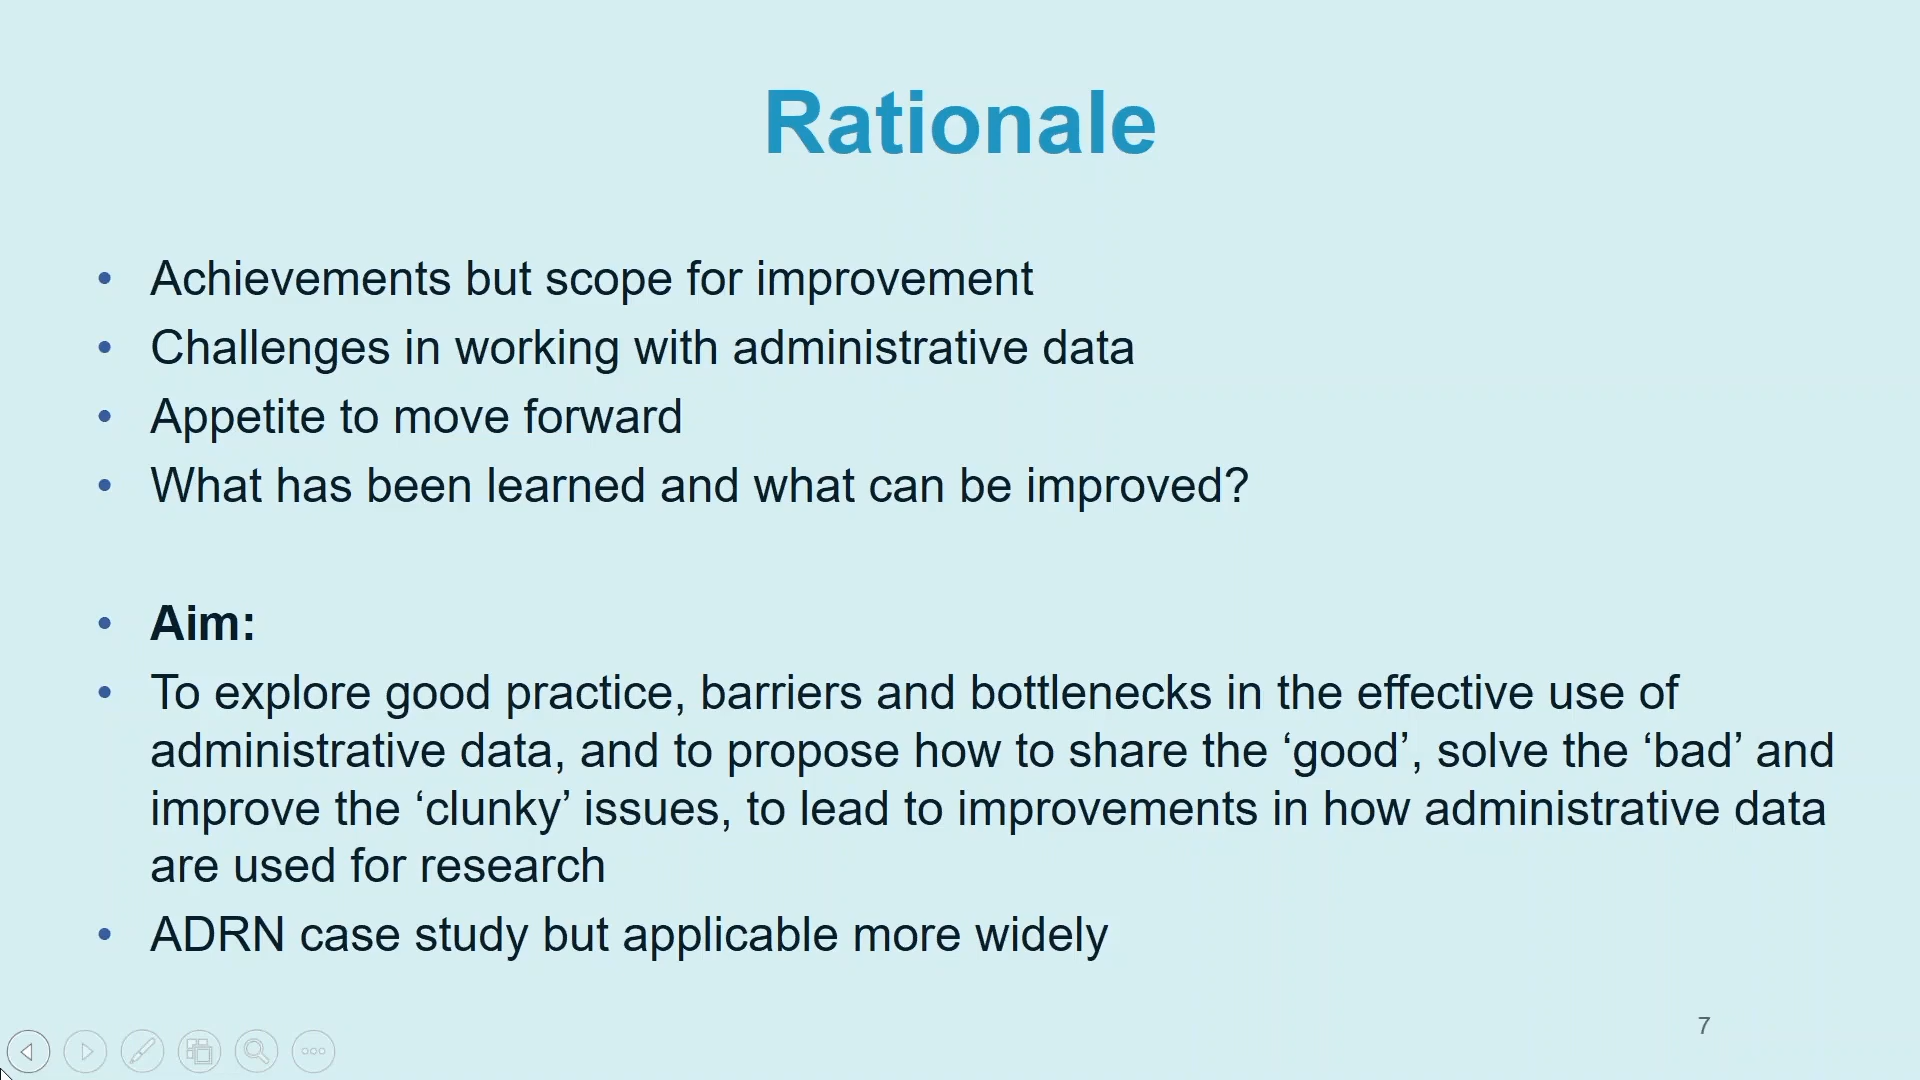 Rationale
• Achievements but scope for improvement
• Challenges in working with administrative data
• Appetite to move forward
• What has been learned and what can be improved?
• Aim:
• To explore good practice, barriers and bottlenecks in the effective use of
administrative data, and to propose how to share the ‘good’, solve the ‘bad’ and
improve the ‘clunky’ issues, to lead to improvements in how administrative data
are used for research
• ADRN case study but applicable more widely
7